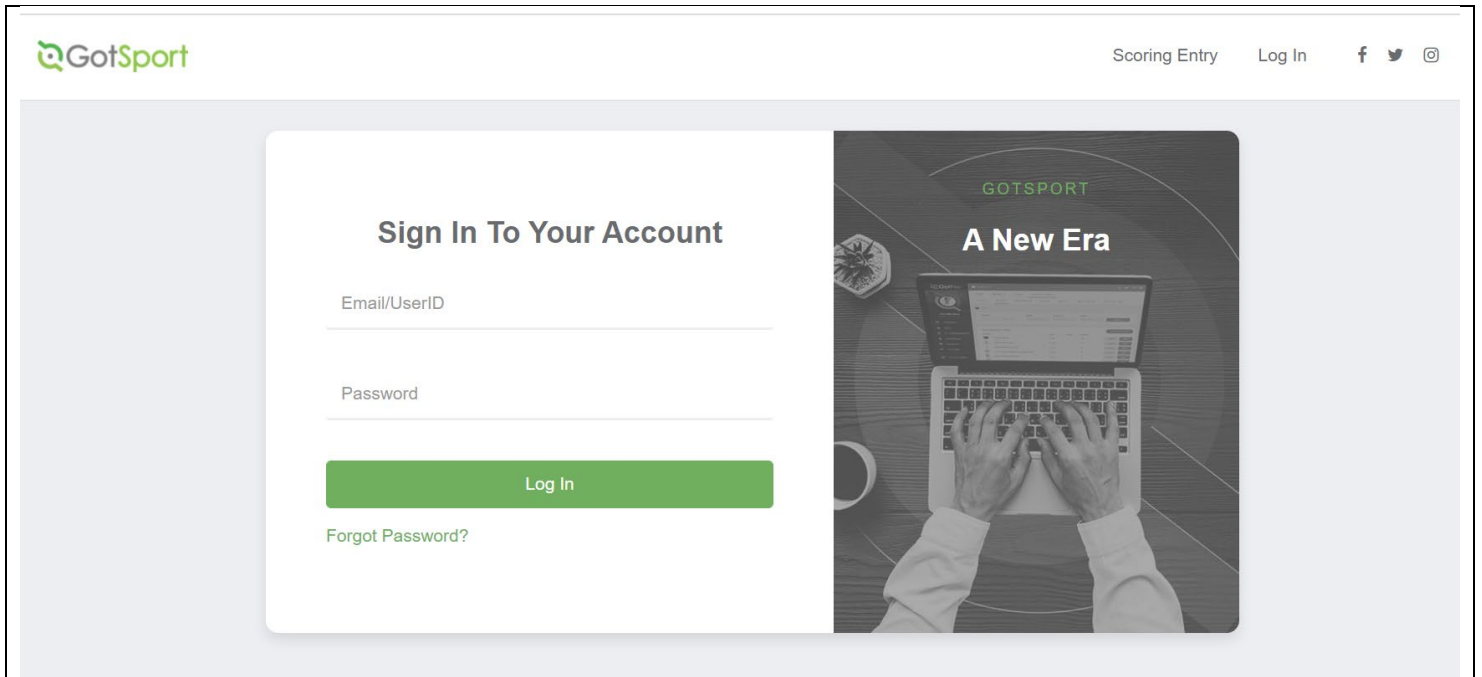 GotSport
Scoring Entry Log In
Sign In To Your Account
Email/UserID
Password
Log In
Forgot Password?
GOTSPORT
A New Era